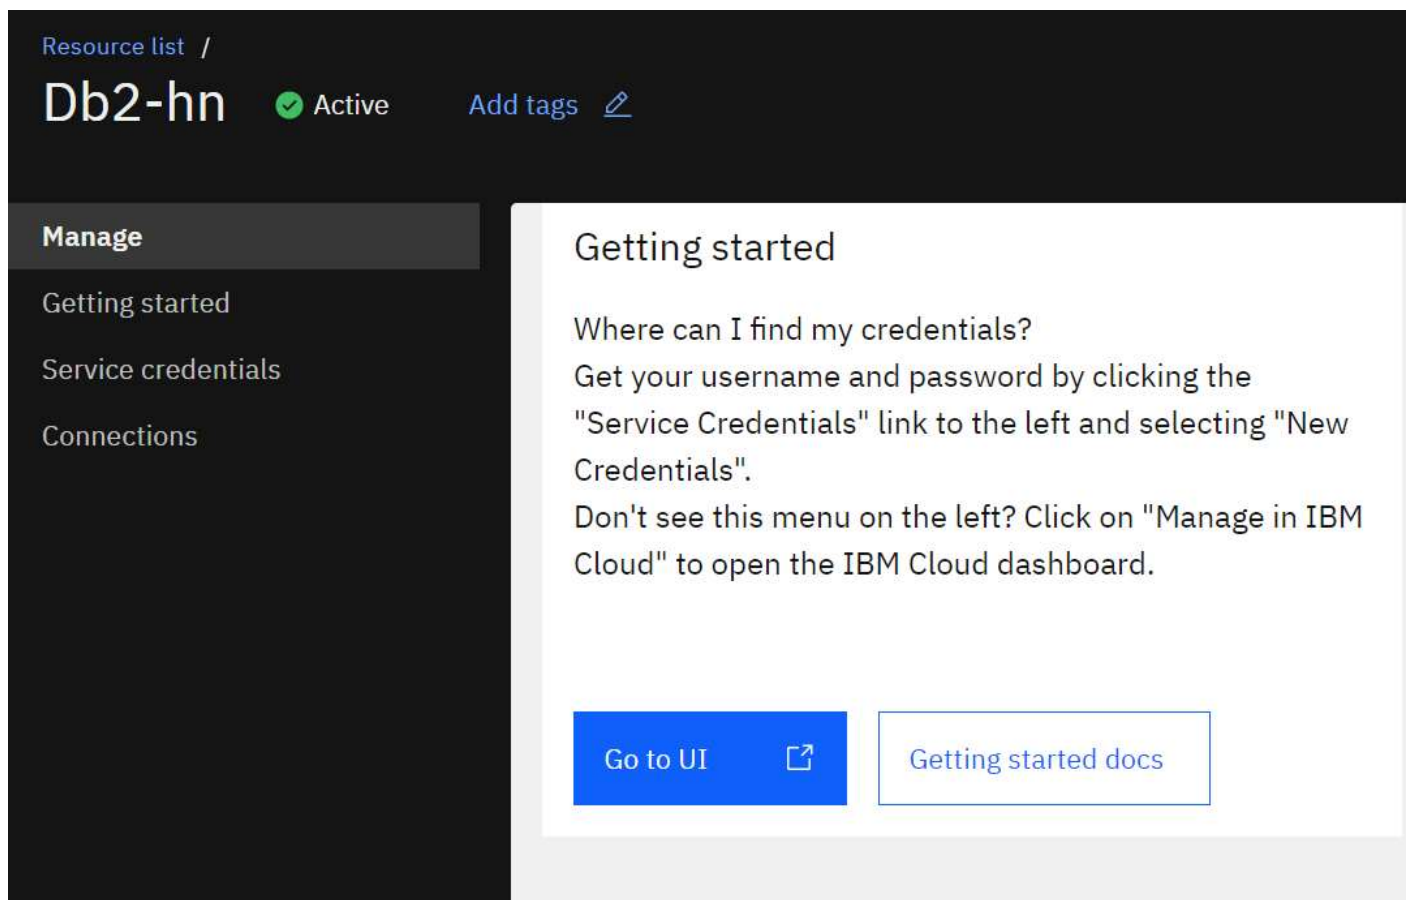 Resource list /
Db2-hn Active Add tags
Manage
Getting started
Service credentials
Connections
Getting started
Where can I find my credentials?
Get your username and password by clicking the
"Service Credentials" link to the left and selecting "New
Credentials".
Don't see this menu on the left? Click on "Manage in IBM
Cloud" to open the IBM Cloud dashboard.
Go to UI
Getting started docs